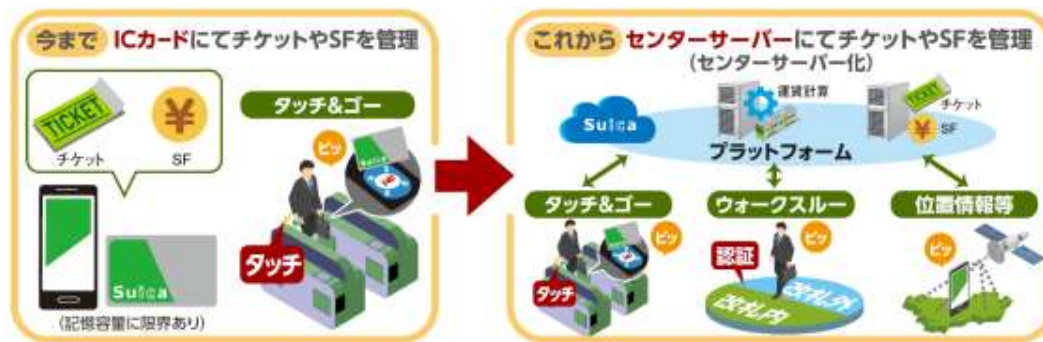 今まで ICカードにてチケットやSFを管理
TICKET
¥
チケット
SF
Suica
(記憶容量に限界あり)
タッチ&ゴー
ピッ
Suica
タッチ
これから センターサーバーにてチケットやSFを管理
(センターサーバー化)
Suica
運賃計算
TICKET
チケット
¥
SF
プラットフォーム
タッチ&ゴー
ピッ
タッチ
ウォークスルー
ピッ
認証
改札内
改札外
位置情報等
ピッ